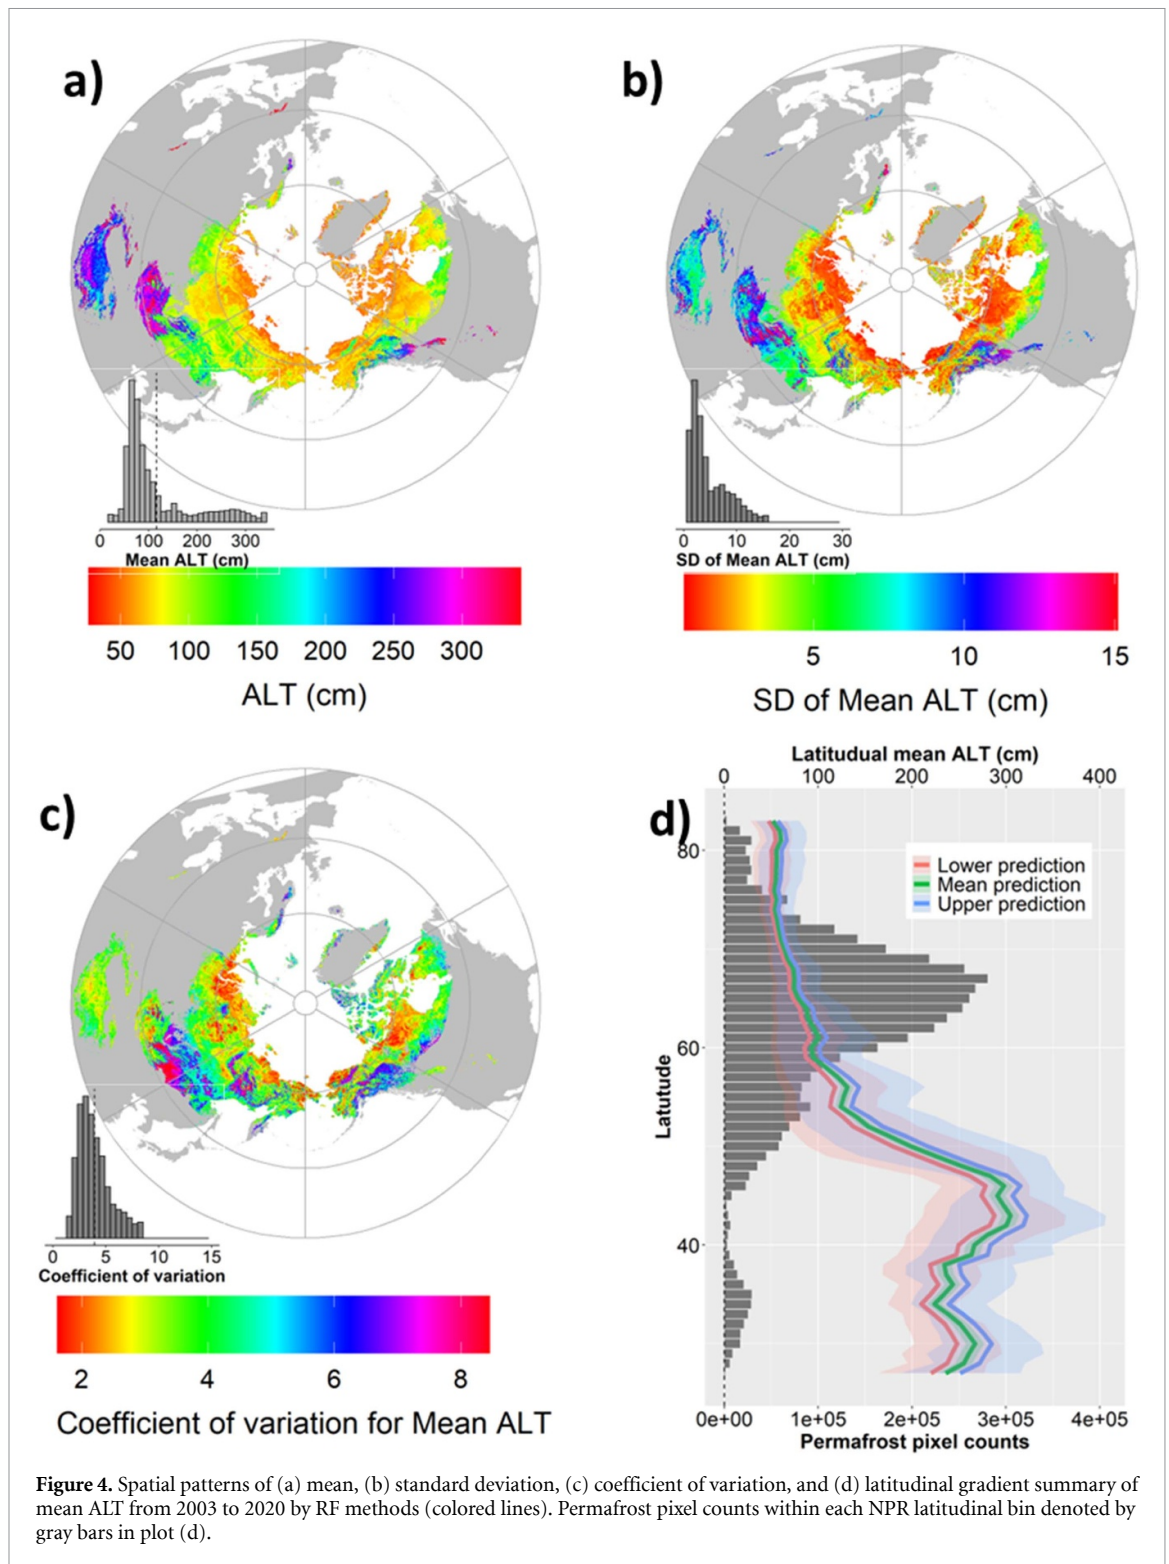 a)
0 100 200 300
Mean ALT (cm)
50 100 150 200 250 300
ALT (cm)
b)
0 10 20 30
SD of Mean ALT (cm)
5 10 15
SD of Mean ALT (cm)
c)
0 5 10 15
Coefficient of variation
2 4 6 8
Coefficient of variation for Mean ALT
Latitudual mean ALT (cm)
0 100 200 300 400
d)
80
60
40
Latutude
Lower prediction
Mean prediction
Upper prediction
0e+00 1e+05 2e+05 3e+05 4e+05
Permafrost pixel counts
Figure 4. Spatial patterns of (a) mean, (b) standard deviation, (c) coefficient of variation, and (d) latitudinal gradient summary of
mean ALT from 2003 to 2020 by RF methods (colored lines). Permafrost pixel counts within each NPR latitudinal bin denoted by
gray bars in plot (d).